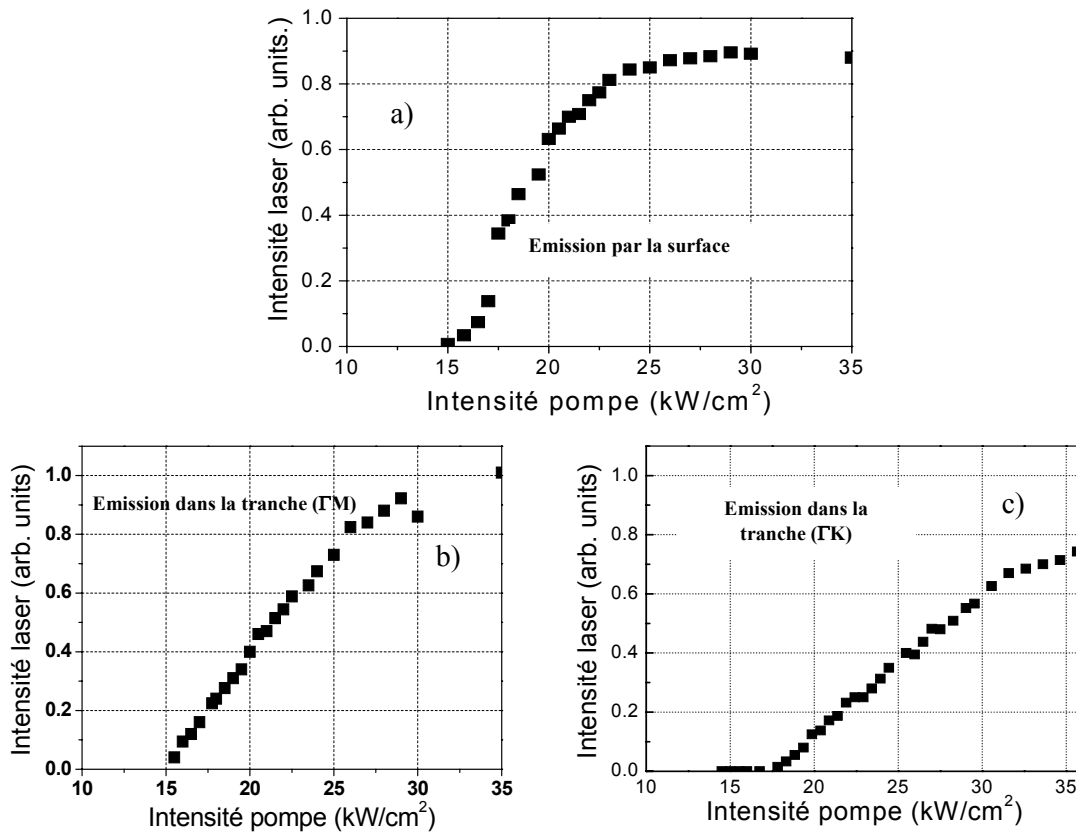 1.0
0.8
0.6
0.4
0.2
0.0
a)
Emission par la surface
Intensité laser (arb. units.)
10 15 20 25 30 35
Intensité pompe (kW/cm²)
1.0
0.8
0.6
0.4
0.2
0.0
Emission dans la tranche (ΓM)
b)
Intensité laser (arb. units)
10 15 20 25 30 35
Intensité pompe (kW/cm²)
1.0
0.8
0.6
0.4
0.2
0.0
Emission dans la
tranche (ΓK)
c)
Intensité laser (arb. units)
10 15 20 25 30 35
Intensité pompe (kW/cm²)